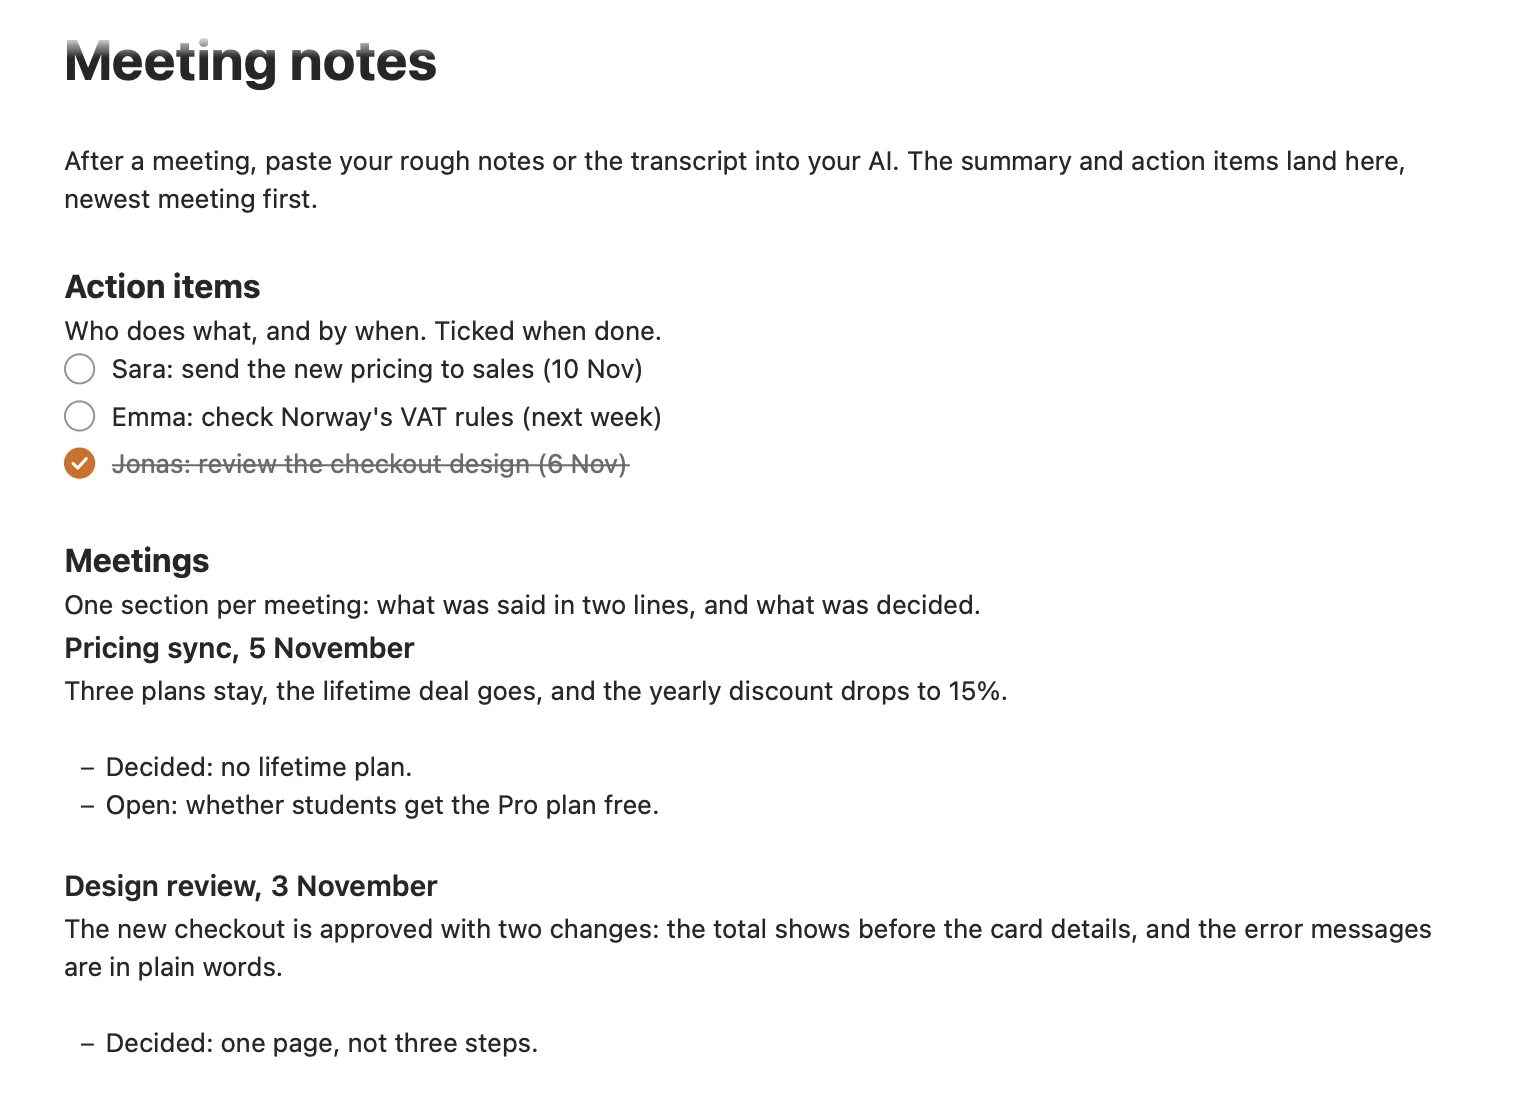 Meeting notes
After a meeting, paste your rough notes or the transcript into your AI. The summary and action items land here,
newest meeting first.
Action items
Who does what, and by when. Ticked when done.
Sara: send the new pricing to sales (10 Nov)
Emma: check Norway's VAT rules (next week)
Jonas: review the checkout design (6 Nov)
Meetings
One section per meeting: what was said in two lines, and what was decided.
Pricing sync, 5 November
Three plans stay, the lifetime deal goes, and the yearly discount drops to 15%.
– Decided: no lifetime plan.
– Open: whether students get the Pro plan free.
Design review, 3 November
The new checkout is approved with two changes: the total shows before the card details, and the error messages
are in plain words.
– Decided: one page, not three steps.